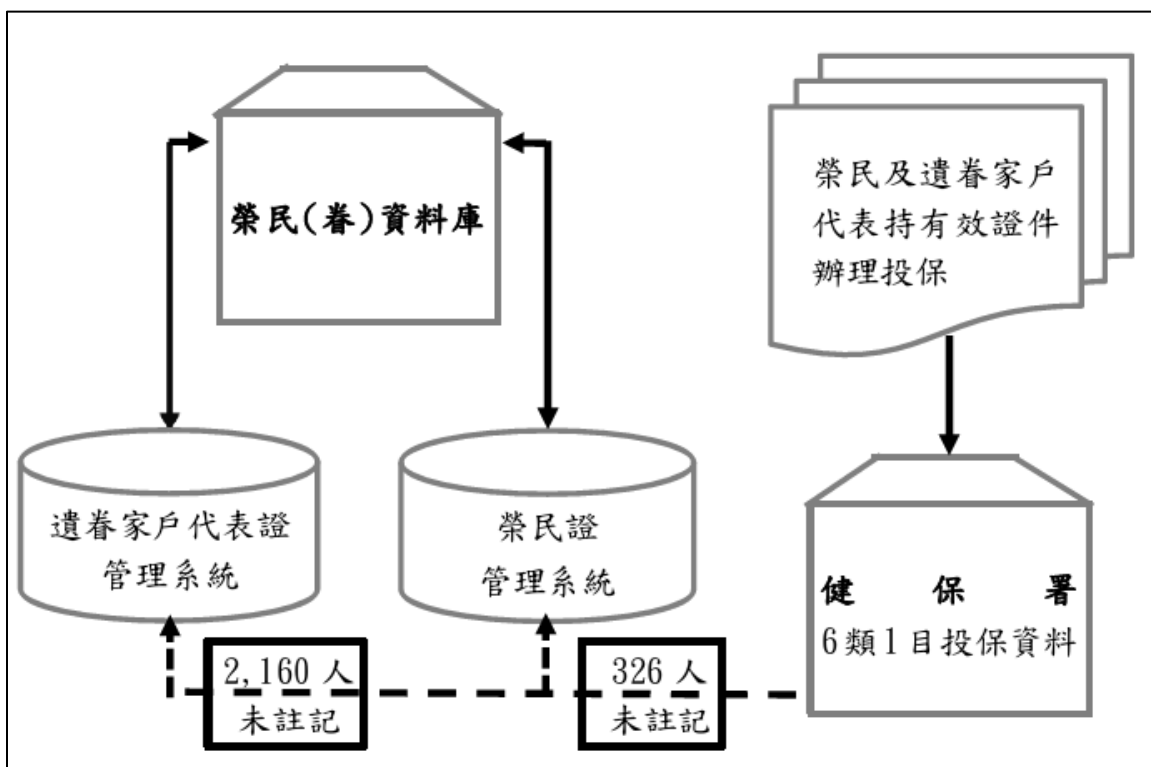 榮民(眷)資料庫
榮民及遺眷家戶
代表持有效證件
辦理投保
遺眷家戶代表證
管理系統
榮民證
管理系統
健保署
6類1目投保資料
2,160人
未註記
326人
未註記